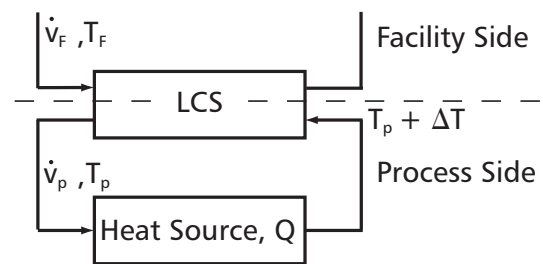 v̇F ,TF
Facility Side
LCS
Tp + ΔT
v̇p ,Tp
Process Side
Heat Source, Q